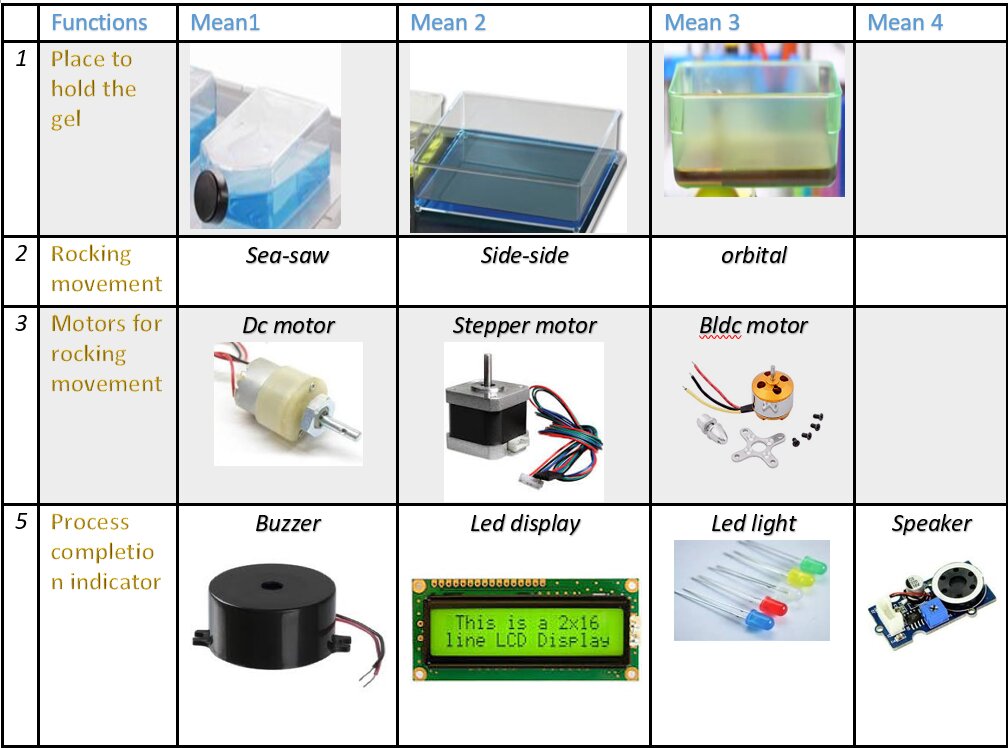 Functions Mean1 Mean 2 Mean 3 Mean 4
1 Place to
hold the
gel
2 Rocking Sea-saw Side-side orbital
movement
3 Motors for Dc motor Stepper motor Bldc motor
rocking
movement
5 Process Buzzer Led display Led light Speaker
completio
n indicator
This is a 2x16
line LCD Display